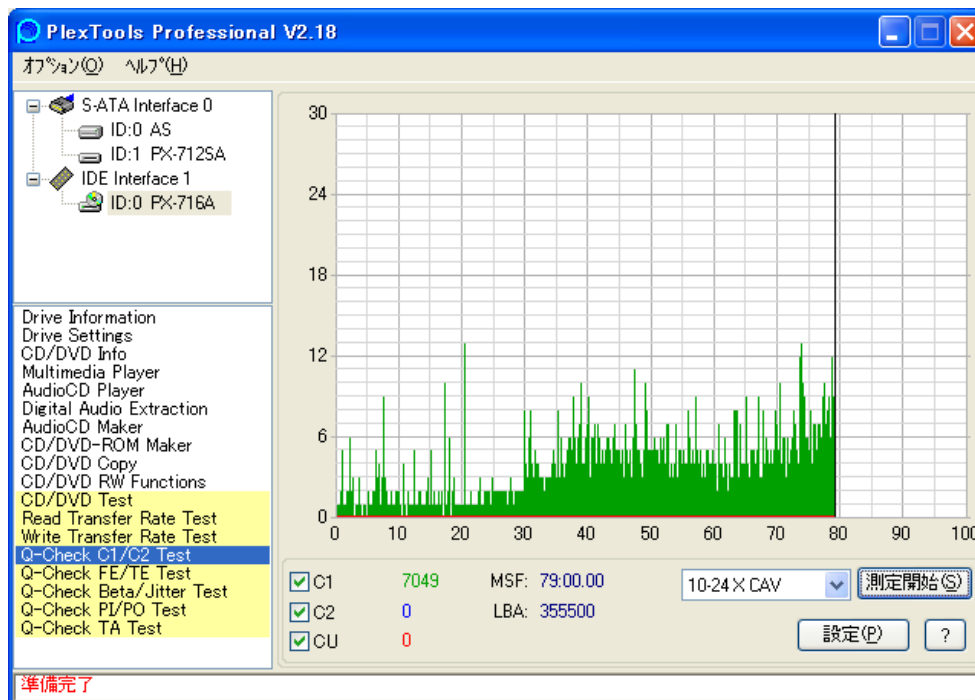 PlexTools Professional V2.18
オプション(O) ヘルプ(H)
S-ATA Interface 0
ID:0 AS
ID:1 PX-712SA
IDE Interface 1
ID:0 PX-716A
Drive Information
Drive Settings
CD/DVD Info
Multimedia Player
AudioCD Player
Digital Audio Extraction
AudioCD Maker
CD/DVD-ROM Maker
CD/DVD Copy
CD/DVD RW Functions
CD/DVD Test
Read Transfer Rate Test
Write Transfer Rate Test
Q-Check C1/C2 Test
Q-Check FE/TE Test
Q-Check Beta/Jitter Test
Q-Check PI/PO Test
Q-Check TA Test
30
24
18
12
6
0
0 10 20 30 40 50 60 70 80 90 100
C1 7049 MSF: 79:00.00 10-24 X CAV 測定開始(S)
C2 0 LBA: 355500
CU 0 設定(P) ?
準備完了